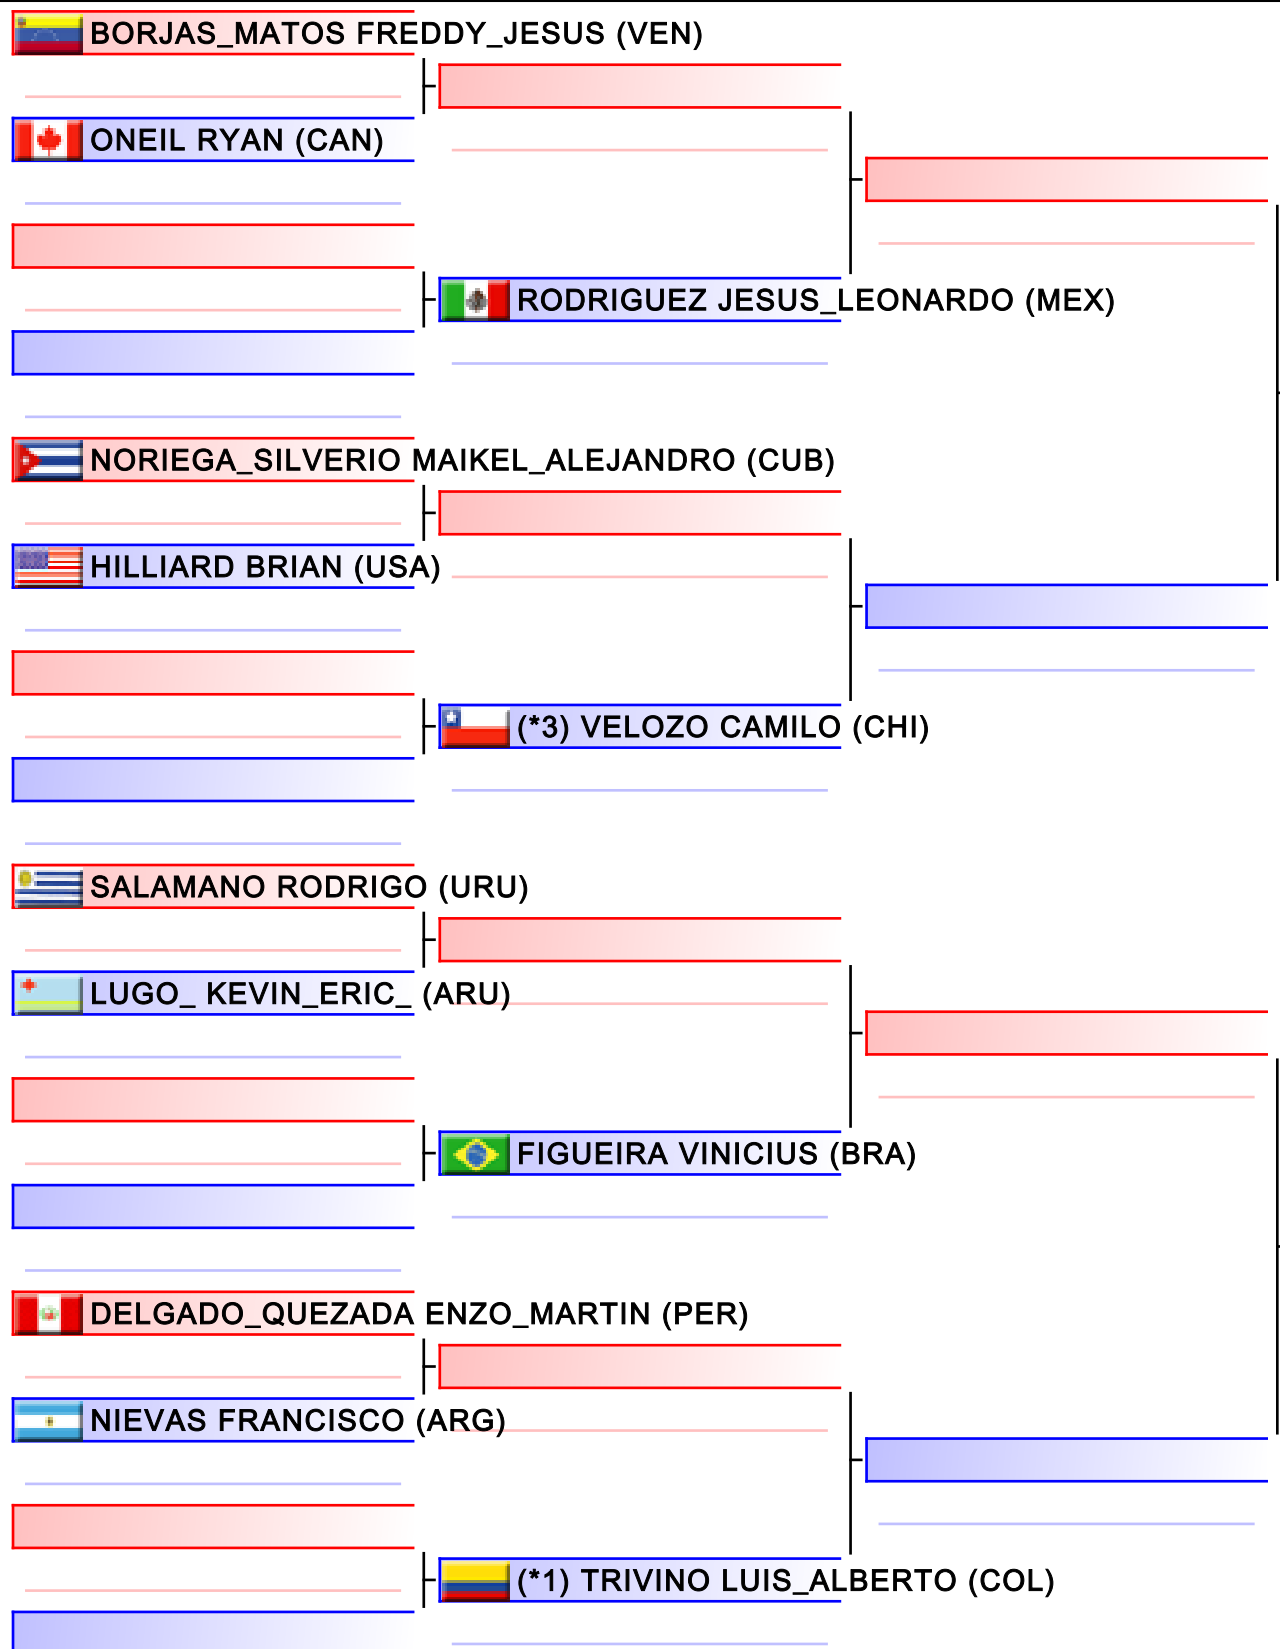 BORJAS_MATOS FREDDY_JESUS (VEN)
ONEIL RYAN (CAN)
RODRIGUEZ JESUS_LEONARDO (MEX)
NORIEGA_SILVERIO MAIKEL_ALEJANDRO (CUB)
HILLIARD BRIAN (USA)
(*3) VELOZO CAMILO (CHI)
SALAMANO RODRIGO (URU)
LUGO_ KEVIN_ERIC_ (ARU)
FIGUEIRA VINICIUS (BRA)
DELGADO_QUEZADA ENZO_MARTIN (PER)
NIEVAS FRANCISCO (ARG)
(*1) TRIVINO LUIS_ALBERTO (COL)